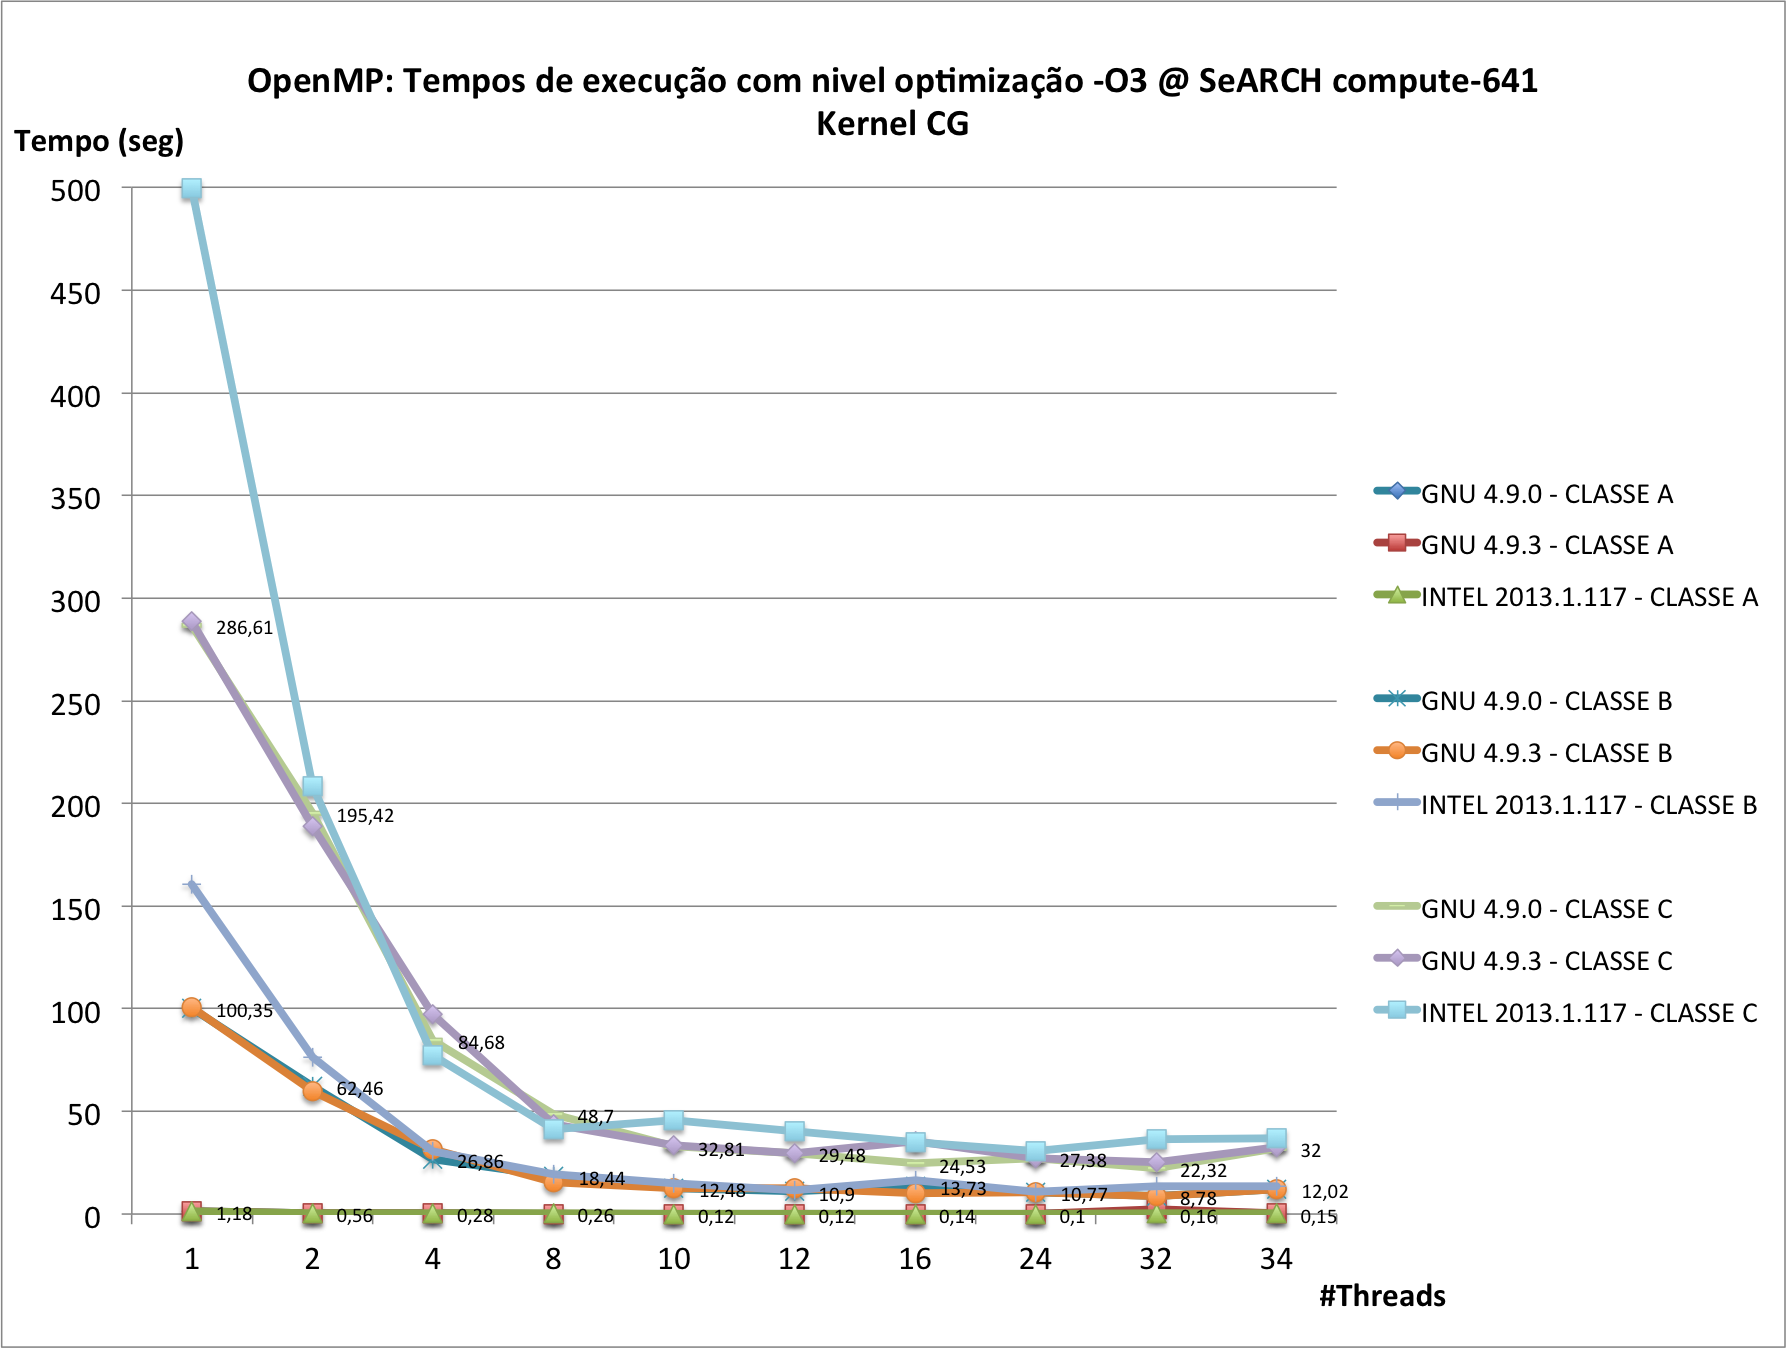 OpenMP: Tempos de execução com nivel optimização -O3 @ SeARCH compute-641
Kernel CG
Tempo (seg)
500
450
400
350
300
250
200
150
100
50
0
286,61
195,42
84,68
48,7
32,81
29,48
24,53
27,38
22,32
32
100,35
62,46
26,86
18,44
12,48
10,9
13,73
10,77
8,78
12,02
1,18
0,56
0,28
0,26
0,12
0,12
0,14
0,1
0,16
0,15
1 2 4 8 10 12 16 24 32 34
#Threads
GNU 4.9.0 - CLASSE A
GNU 4.9.3 - CLASSE A
INTEL 2013.1.117 - CLASSE A
GNU 4.9.0 - CLASSE B
GNU 4.9.3 - CLASSE B
INTEL 2013.1.117 - CLASSE B
GNU 4.9.0 - CLASSE C
GNU 4.9.3 - CLASSE C
INTEL 2013.1.117 - CLASSE C